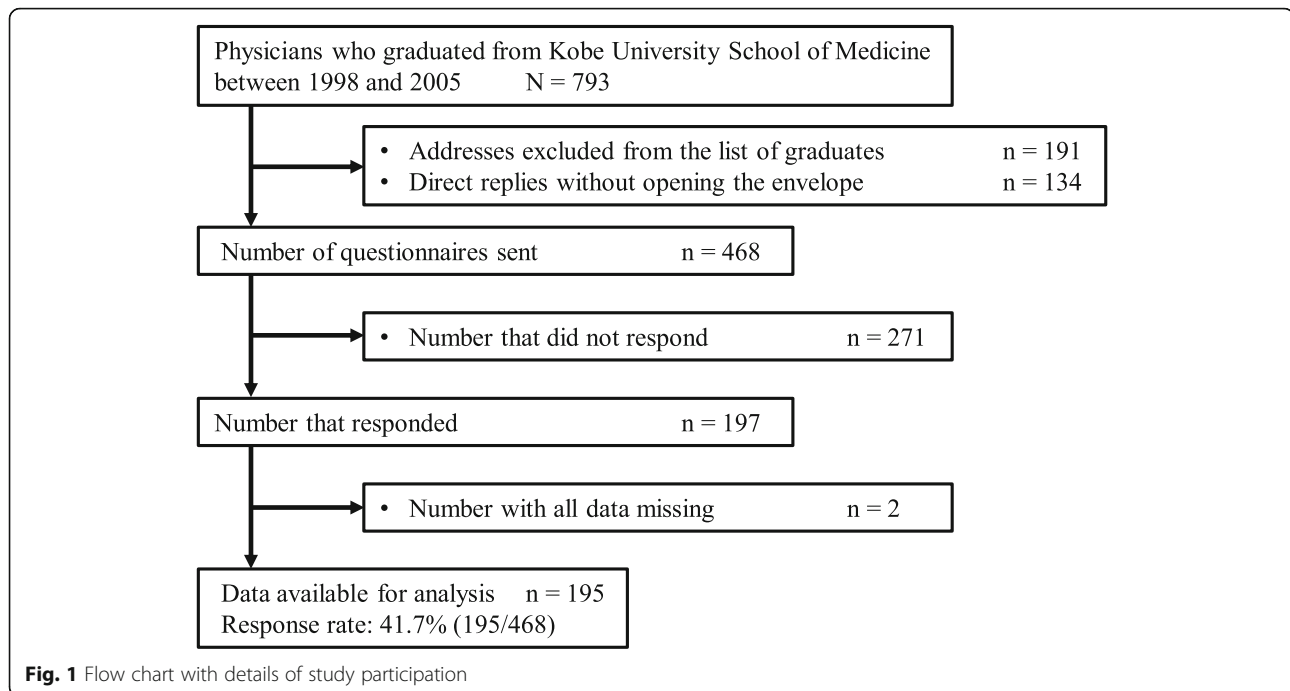 Physicians who graduated from Kobe University School of Medicine
between 1998 and 2005 N = 793
• Addresses excluded from the list of graduates n = 191
• Direct replies without opening the envelope n = 134
Number of questionnaires sent n = 468
• Number that did not respond n = 271
Number that responded n = 197
• Number with all data missing n = 2
Data available for analysis n = 195
Response rate: 41.7% (195/468)
Fig. 1 Flow chart with details of study participation